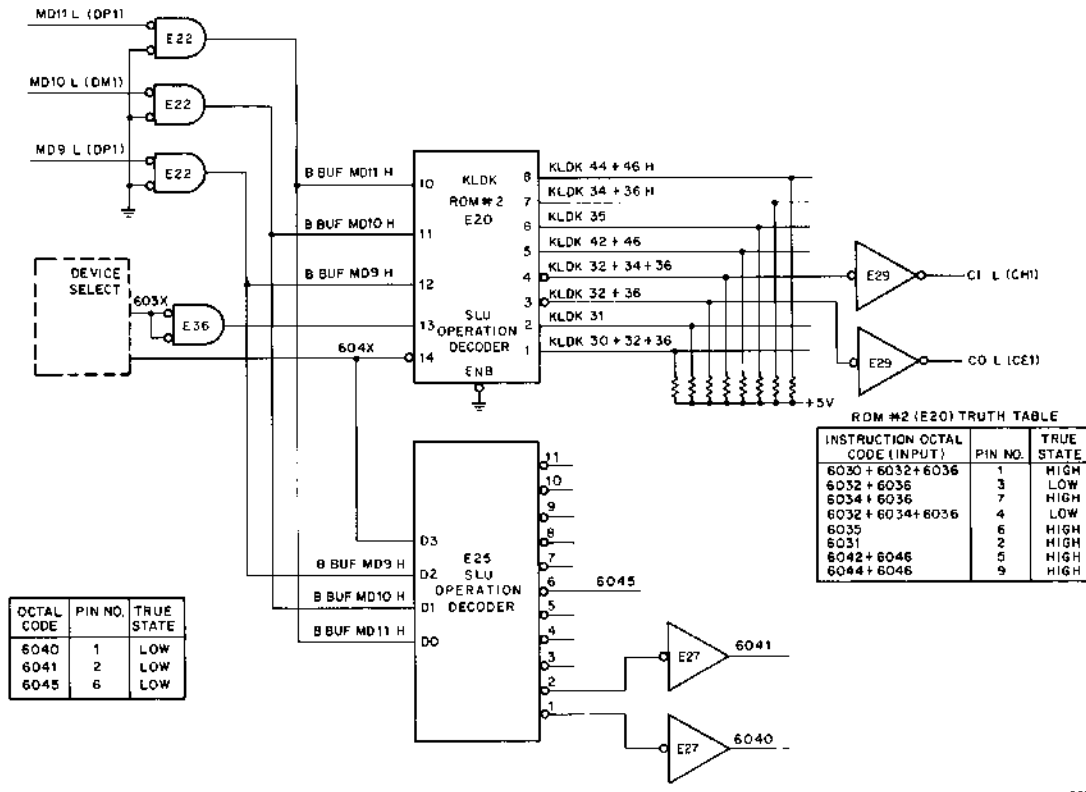 MD11 L (DP1)
E22
MD10 L (DM1)
E22
MD9 L (DP1)
E22
DEVICE
SELECT
603X
E36
604X
B BUF MD11 H
B BUF MD10 H
B BUF MD9 H
10
11
12
13
14
KLDK
ROM #2
E20
SLU
OPERATION
DECODER
ENB
8
7
6
5
4
3
2
1
KLDK 44 + 46 H
KLDK 34 + 36 H
KLDK 35
KLDK 42 + 46
KLDK 32 + 34 + 36
KLDK 32 + 36
KLDK 31
KLDK 30 + 32 + 36
E29
C1 L (CH1)
E29
CO L (CE1)
+5V
ROM #2 (E20) TRUTH TABLE
INSTRUCTION OCTAL CODE (INPUT) PIN NO. TRUE STATE
6030 + 6032 + 6036 1 HIGH
6032 + 6036 3 LOW
6034 + 6036 7 HIGH
6032 + 6034 + 6036 4 LOW
6035 6 HIGH
6031 2 HIGH
6042 + 6046 5 HIGH
6044 + 6046 9 HIGH
D3
B BUF MD9 H
D2
B BUF MD10 H
D1
B BUF MD11 H
D0
E25
SLU
OPERATION
DECODER
11
10
9
8
7
6
6045
5
4
3
2
1
E27
6041
E27
6040
OCTAL CODE PIN NO. TRUE STATE
6040 1 LOW
6041 2 LOW
6045 6 LOW